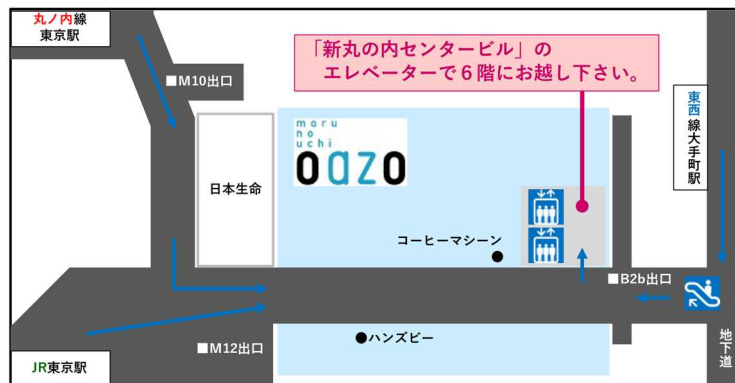 丸ノ内線
東京駅
■M10出口
「新丸の内センタービル」の
エレベーターで6階にお越し下さい。
maru
no
uchi
oazo
日本生命
東西線大手町駅
コーヒーマシーン
■B2b出口
■M12出口
ハンズビー
地下道
JR東京駅